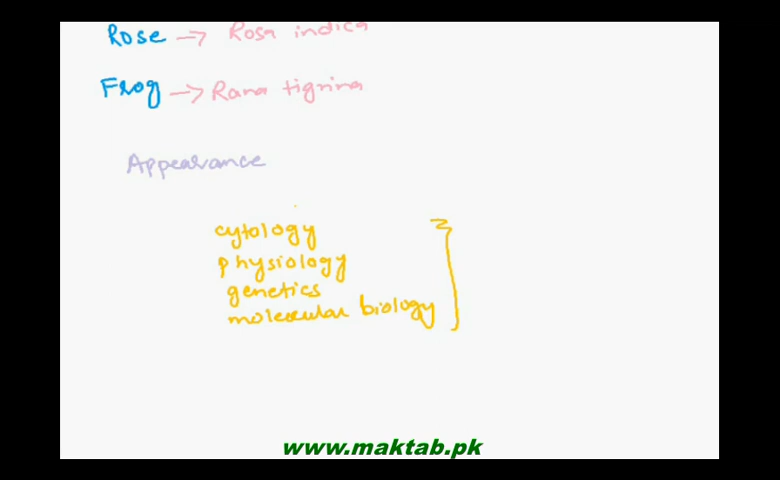 Rose → Rosa indica
Frog → Rana tigrina
Appearance
cytology
physiology
genetics
molecular biology
www.maktab.pk